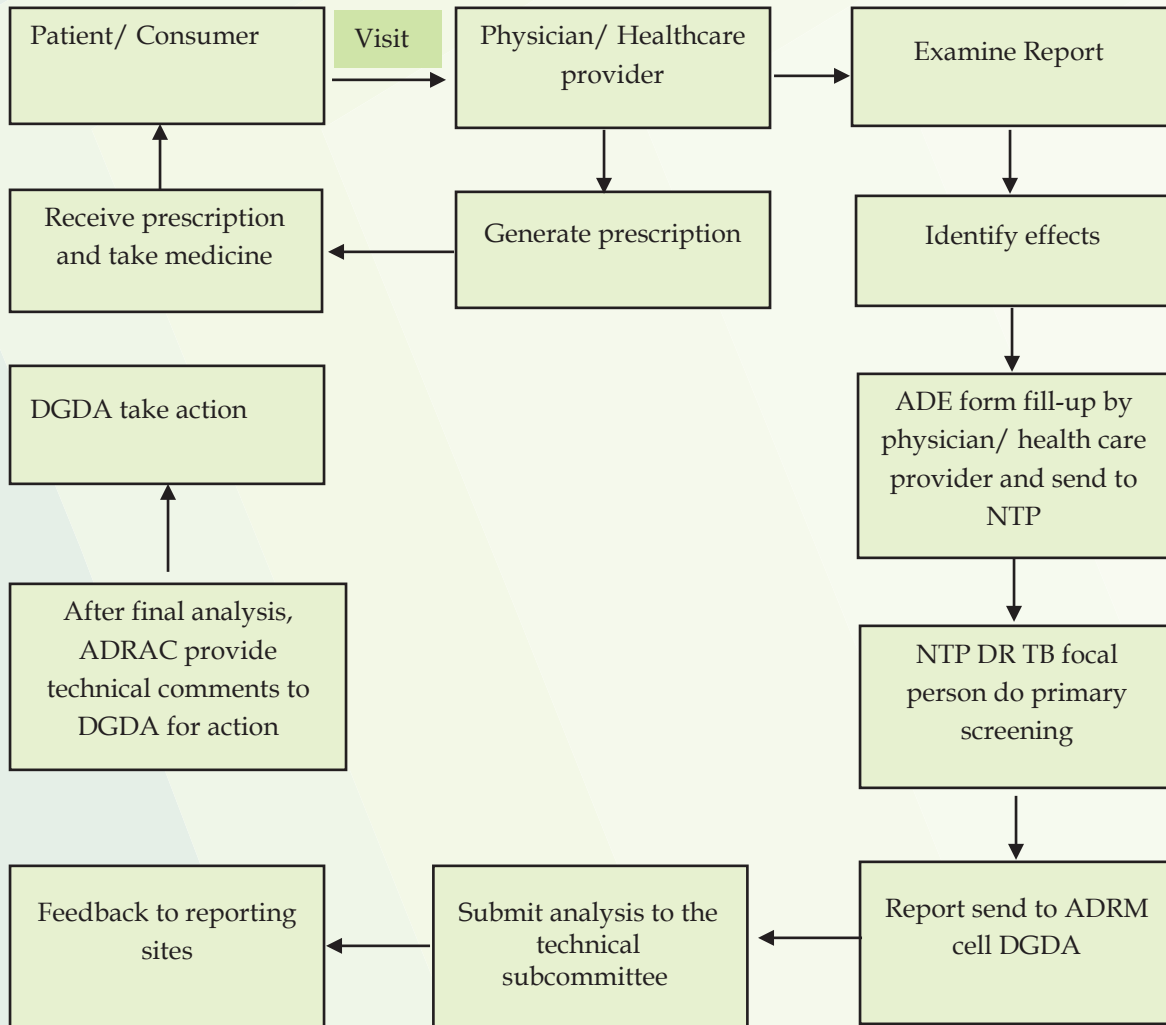 Patient/ Consumer
Visit
Physician/ Healthcare
provider
Examine Report
Receive prescription
and take medicine
Generate prescription
Identify effects
DGDA take action
ADE form fill-up by
physician/ health care
provider and send to
NTP
After final analysis,
ADRAC provide
technical comments to
DGDA for action
NTP DR TB focal
person do primary
screening
Feedback to reporting
sites
Submit analysis to the
technical
subcommittee
Report send to ADRM
cell DGDA